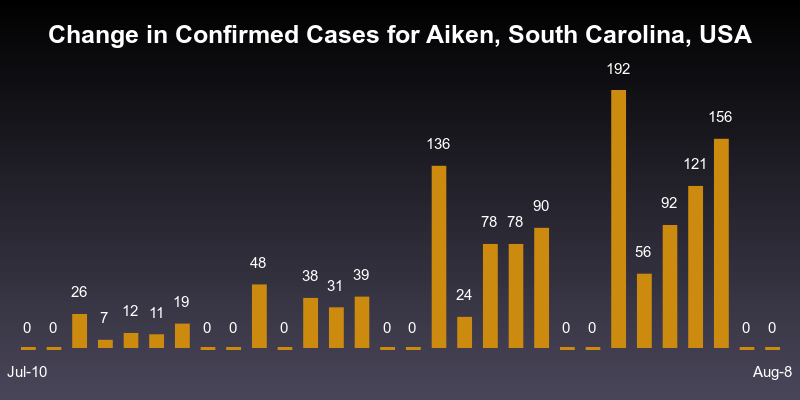 Change in Confirmed Cases for Aiken, South Carolina, USA
0 0 26 7 12 11 19 0 0 48 0 38 31 39 0 0 136 24 78 78 90 0 0 192 56 92 121 156 0 0
Jul-10 Aug-8